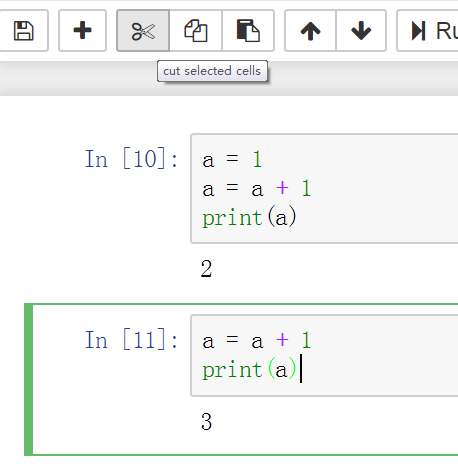 Ru
cut selected cells
In [10]:
a = 1
a = a + 1
print(a)
2
In [11]:
a = a + 1
print(a)
3